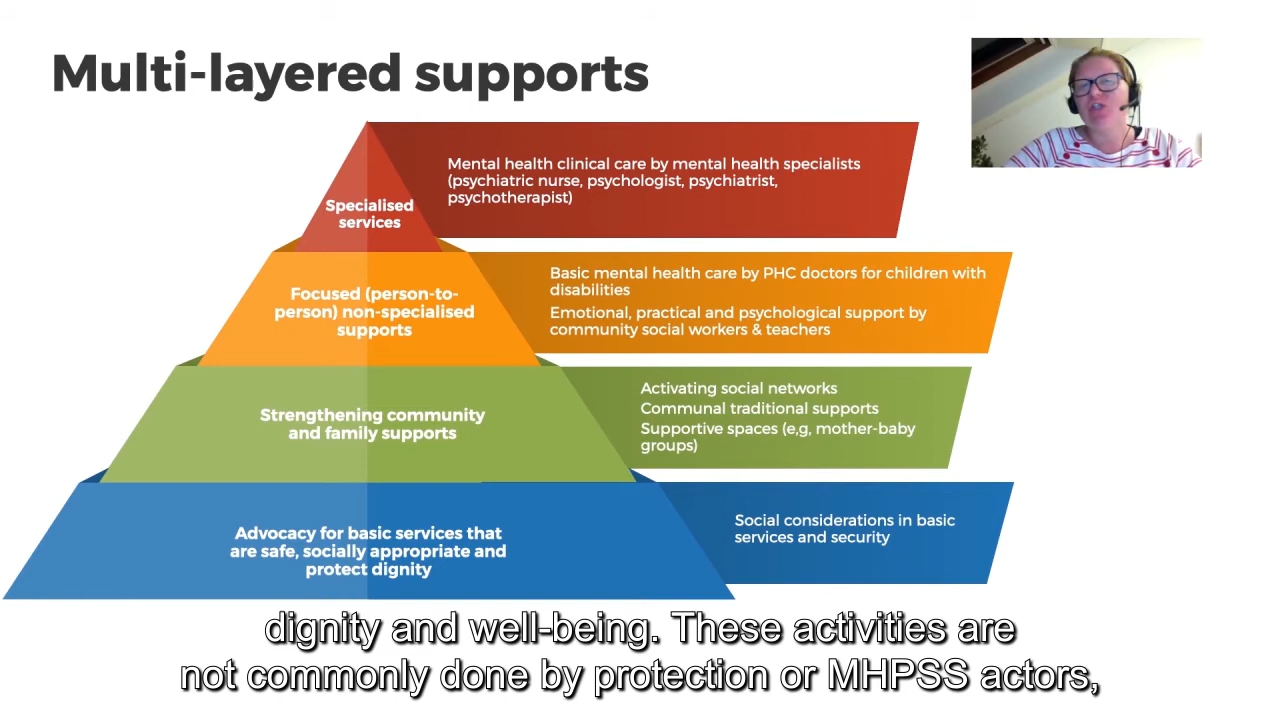 Multi-layered supports
Specialised
services
Mental health clinical care by mental health specialists
(psychiatric nurse, psychologist, psychiatrist,
psychotherapist)
Focused (person-to-
person) non-specialised
supports
Basic mental health care by PHC doctors for children with
disabilities
Emotional, practical and psychological support by
community social workers & teachers
Strengthening community
and family supports
Activating social networks
Communal traditional supports
Supportive spaces (e,g, mother-baby
groups)
Advocacy for basic services that
are safe, socially appropriate and
protect dignity
Social considerations in basic
services and security
dignity and well-being. These activities are
not commonly done by protection or MHPSS actors,